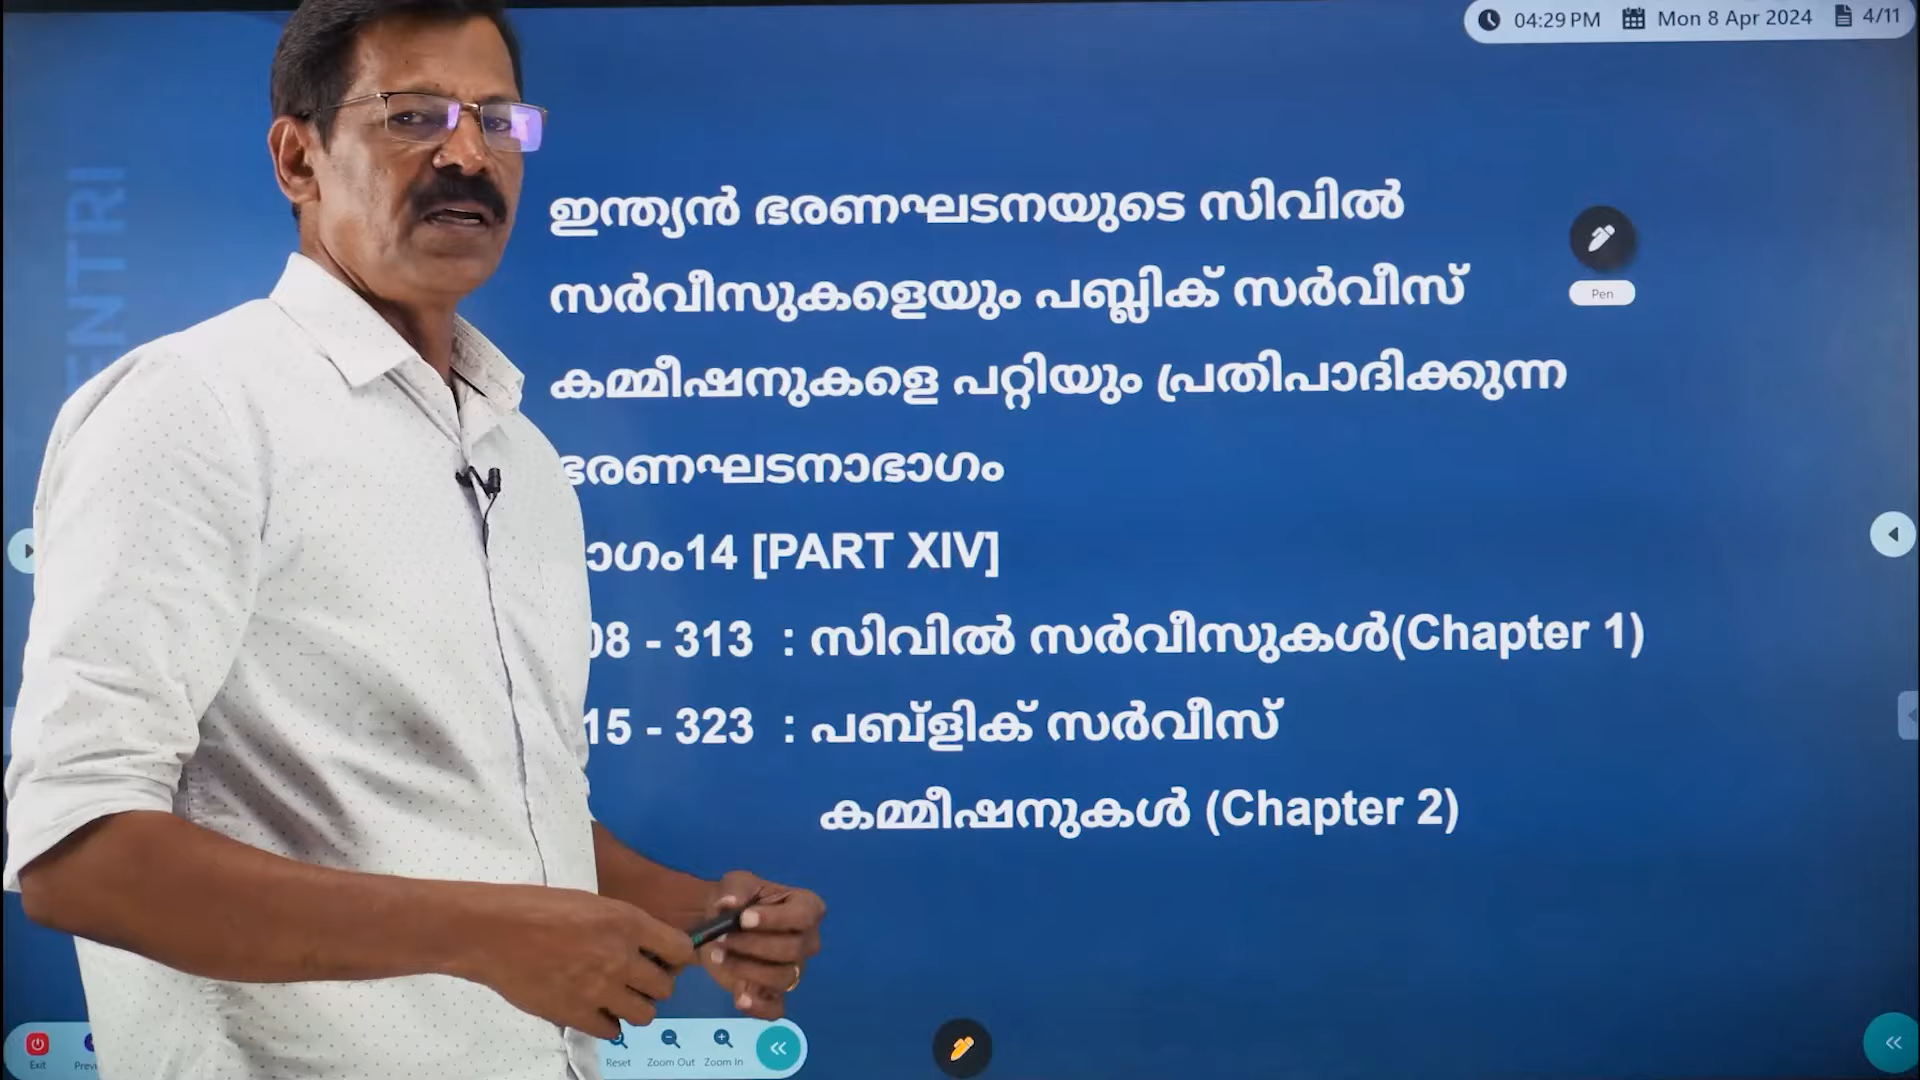 04:29 PM Mon 8 Apr 2024 4/11
ENTRI
ഇന്ത്യൻ ഭരണഘടനയുടെ സിവിൽ
സർവീസുകളെയും പബ്ലിക് സർവീസ്
Pen
കമ്മീഷനുകളെ പറ്റിയും പ്രതിപാദിക്കുന്ന
ഭരണഘടനാഭാഗം
ഗം14 [PART XIV]
08 - 313 : സിവിൽ സർവീസുകൾ(Chapter 1)
15 - 323 : പബ്ളിക് സർവീസ്
കമ്മീഷനുകൾ (Chapter 2)
Exit Reset Zoom Out Zoom In